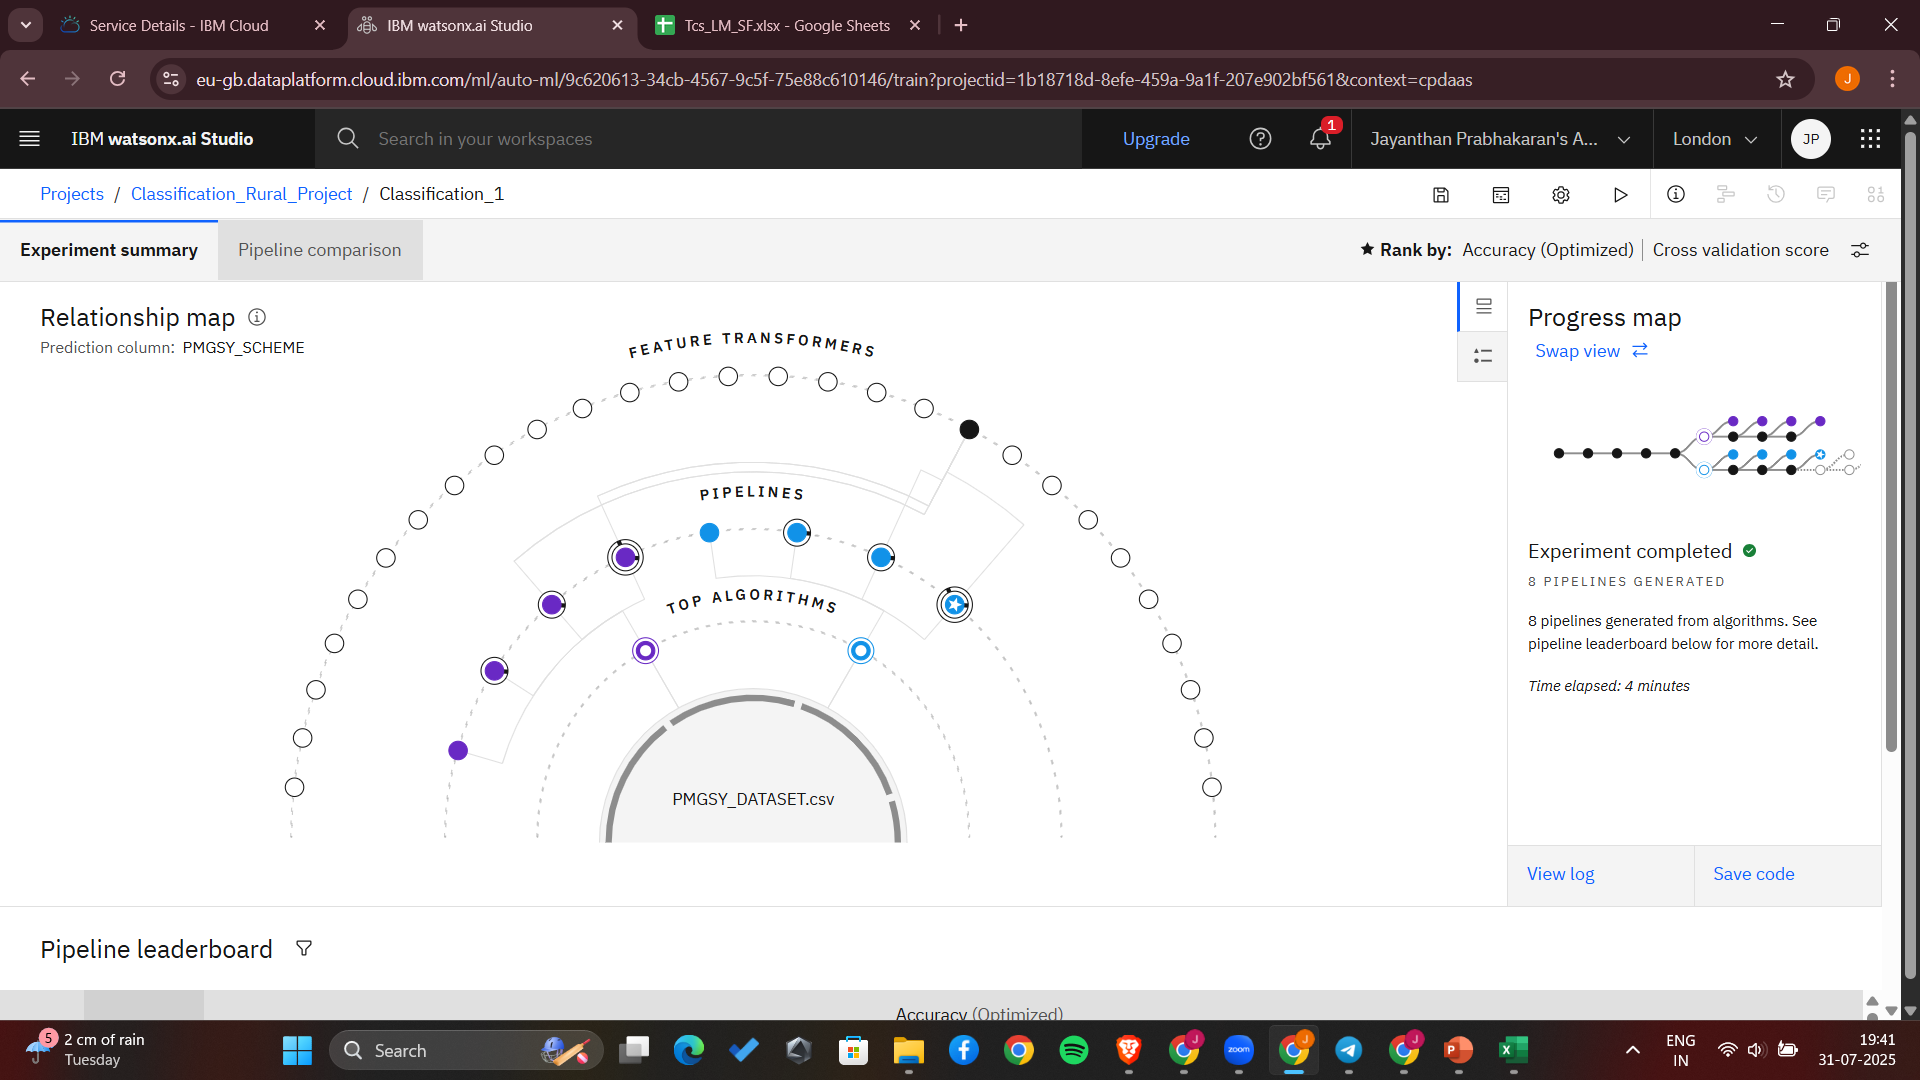 Service Details - IBM Cloud
IBM watsonx.ai Studio
Tcs_LM_SF.xlsx - Google Sheets
eu-gb.dataplatform.cloud.ibm.com/ml/auto-ml/9c620613-34cb-4567-9c5f-75e88c610146/train?projectid=1b18718d-8efe-459a-9a1f-207e902bf561&context=cpdaas
J
IBM watsonx.ai Studio
Search in your workspaces
Upgrade
1
Jayanthan Prabhakaran's A...
London
JP
Projects / Classification_Rural_Project / Classification_1
Experiment summary
Pipeline comparison
Rank by: Accuracy (Optimized) | Cross validation score
Relationship map
Prediction column: PMGSY_SCHEME
FEATURE TRANSFORMERS
PIPELINES
TOP ALGORITHMS
PMGSY_DATASET.csv
Progress map
Swap view
Experiment completed
8 PIPELINES GENERATED
8 pipelines generated from algorithms. See
pipeline leaderboard below for more detail.
Time elapsed: 4 minutes
View log
Save code
Pipeline leaderboard
Accuracy (Optimized)
5
2 cm of rain
Tuesday
Search
zoom
J
J
J
P
X
ENG
IN
19:41
31-07-2025